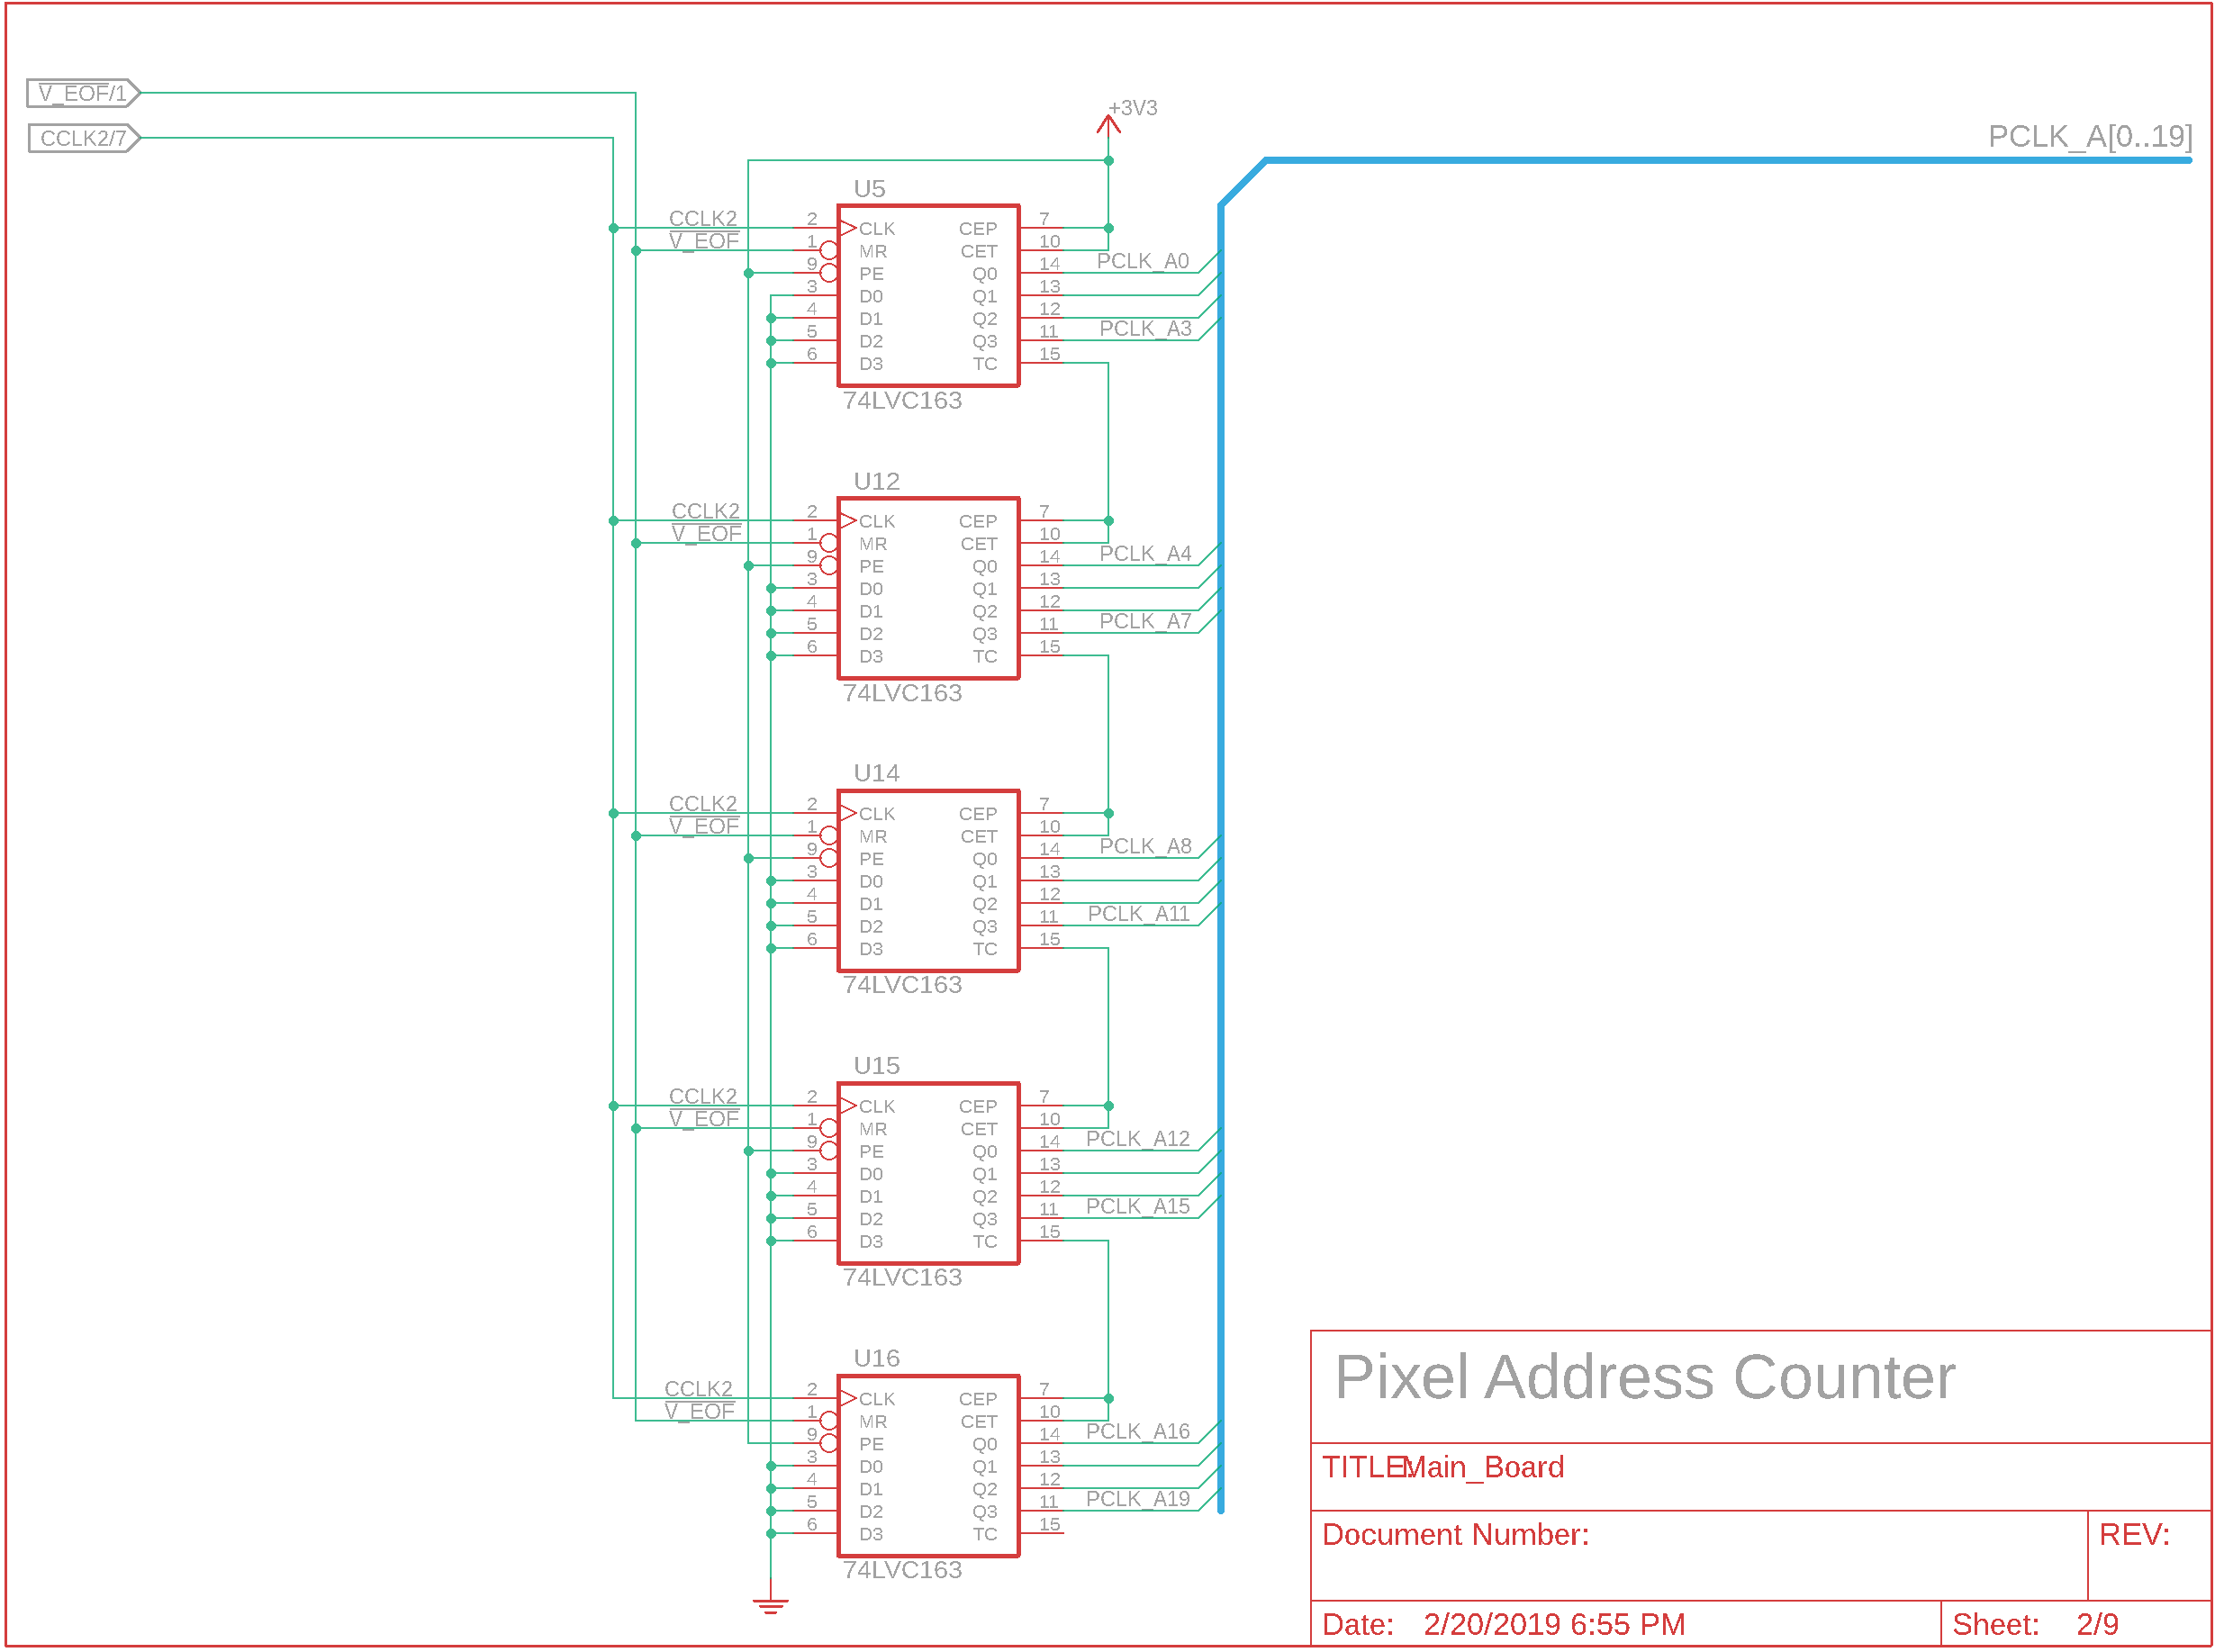 V_EOF/1
CCLK2/7
+3V3
PCLK_A[0..19]
U5
CCLK2 2 CLK CEP 7
V_EOF 1 MR CET 10
9 PE Q0 14 PCLK_A0
3 D0 Q1 13
4 D1 Q2 12
5 D2 Q3 11 PCLK_A3
6 D3 TC 15
74LVC163
U12
CCLK2 2 CLK CEP 7
V_EOF 1 MR CET 10
9 PE Q0 14 PCLK_A4
3 D0 Q1 13
4 D1 Q2 12
5 D2 Q3 11 PCLK_A7
6 D3 TC 15
74LVC163
U14
CCLK2 2 CLK CEP 7
V_EOF 1 MR CET 10
9 PE Q0 14 PCLK_A8
3 D0 Q1 13
4 D1 Q2 12
5 D2 Q3 11 PCLK_A11
6 D3 TC 15
74LVC163
U15
CCLK2 2 CLK CEP 7
V_EOF 1 MR CET 10
9 PE Q0 14 PCLK_A12
3 D0 Q1 13
4 D1 Q2 12
5 D2 Q3 11 PCLK_A15
6 D3 TC 15
74LVC163
U16
CCLK2 2 CLK CEP 7
V_EOF 1 MR CET 10
9 PE Q0 14 PCLK_A16
3 D0 Q1 13
4 D1 Q2 12
5 D2 Q3 11 PCLK_A19
6 D3 TC 15
74LVC163
Pixel Address Counter
TITLE: Main_Board
Document Number:
REV:
Date: 2/20/2019 6:55 PM
Sheet: 2/9